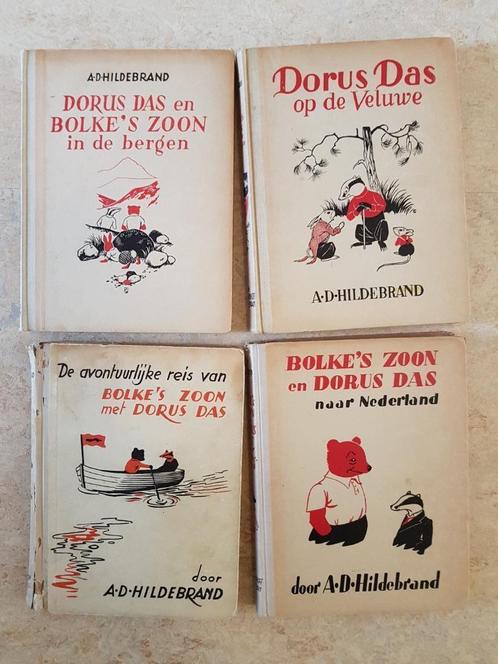 A·D·HILDEBRAND
DORUS DAS en
BOLKE'S ZOON
in de bergen
Dorus Das
op de Veluwe
A·D·HILDEBRAND
De avontuurlijke reis van
BOLKE'S ZOON
met DORUS DAS
door
A·D·HILDEBRAND
BOLKE'S ZOON
en DORUS DAS
naar Nederland
door A·D·Hildebrand